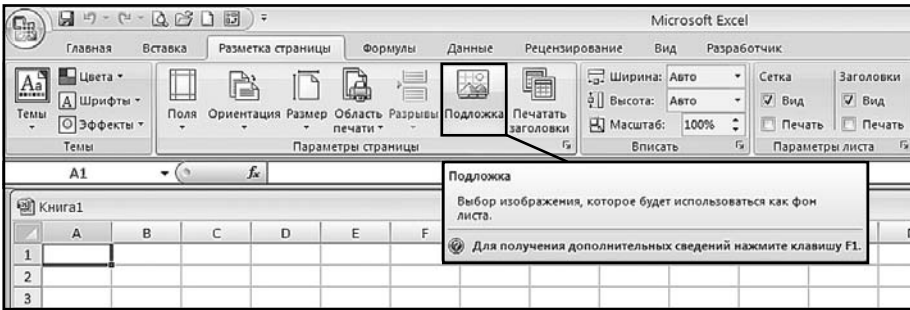 Microsoft Excel
Главная Вставка Разметка страницы Формулы Данные Рецензирование Вид Разработчик
Aa
Темы
Цвета
A Шрифты
Эффекты
Темы
Поля
Ориентация
Размер
Область
печати
Разрывы
Подложка
Печатать
заголовки
Параметры страницы
Ширина: Авто
Высота: Авто
Масштаб: 100%
Вписать
Сетка
Вид
Печать
Заголовки
Вид
Печать
Параметры листа
A1 fx
Подложка
Выбор изображения, которое будет использоваться как фон
листа.
Для получения дополнительных сведений нажмите клавишу F1.
Книга1
A B C D E F
1
2
3